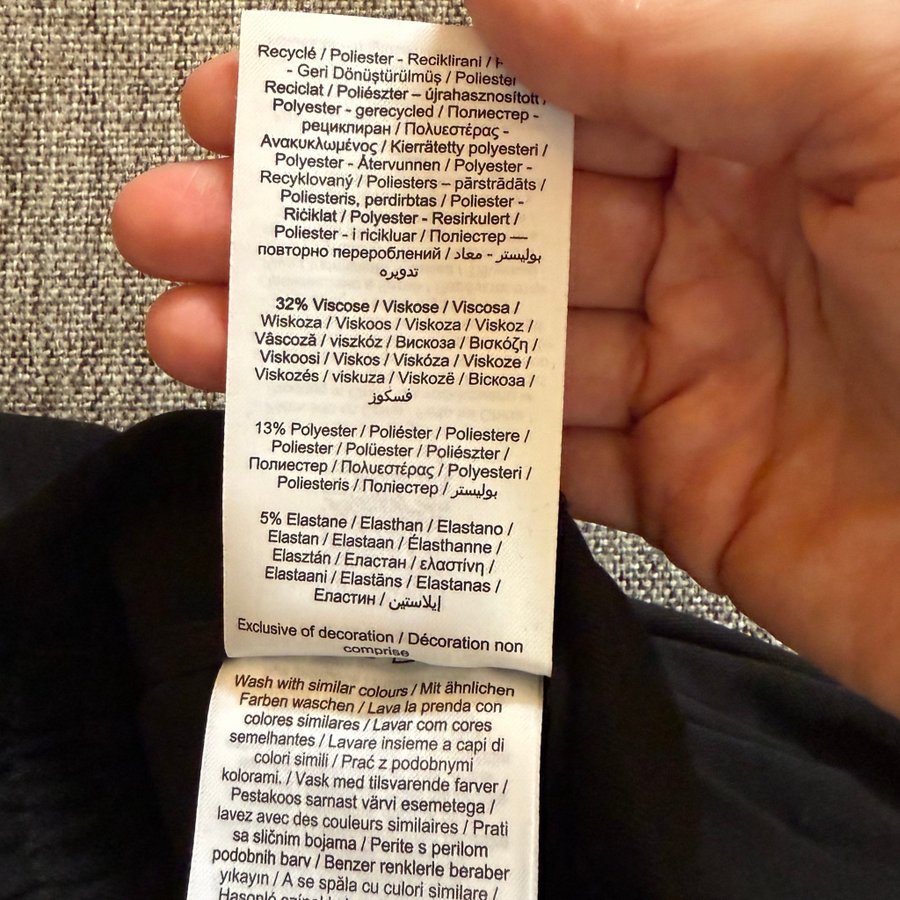 Recyclé / Poliester - Reciklirani /
- Geri Dönüştürülmüş / Poliester
Reciclat / Poliészter – újrahasznosított /
Polyester - gerecycled / Полиестер -
рециклиран / Πολυεστέρας -
Ανακυκλωμένος / Kierrätetty polyesteri /
Polyester - Återvunnen / Polyester -
Recyklovaný / Poliesters – pārstrādāts /
Poliesteris, perdirbtas / Poliester -
Riċiklat / Polyester - Resirkulert /
Poliester - i ricikluar / Поліестер —
повторно перероблений / بوليستر - معاد
تدويره
32% Viscose / Viskose / Viscosa /
Wiskoza / Viskoos / Viskoza / Viskoz /
Vâscoză / viszkóz / Вискоза / Βισκόζη /
Viskoosi / Viskos / Viskóza / Viskoze /
Viskozés / viskuza / Viskozë / Віскоза /
فسكوز
13% Polyester / Poliéster / Poliestere /
Poliester / Polüester / Poliészter /
Полиестер / Πολυεστέρας / Polyesteri /
Poliesteris / Поліестер / بوليستر
5% Elastane / Elasthan / Elastano /
Elastan / Elastaan / Élasthanne /
Elasztán / Еластан / ελαστίνη /
Elastaani / Elastāns / Elastanas /
Еластин / إيلاستين
Exclusive of decoration / Décoration non
comprise
Wash with similar colours / Mit ähnlichen
Farben waschen / Lava la prenda con
colores similares / Lavar com cores
semelhantes / Lavare insieme a capi di
colori simili / Prać z podobnymi
kolorami. / Vask med tilsvarende farver /
Pestakoos samast värvi esemetega /
lavez avec des couleurs similaires / Prati
sa sličnim bojama / Perite s perilom
podobnih barv / Benzer renklerle beraber
yıkayın / A se spăla cu culori similare /
Hasonló